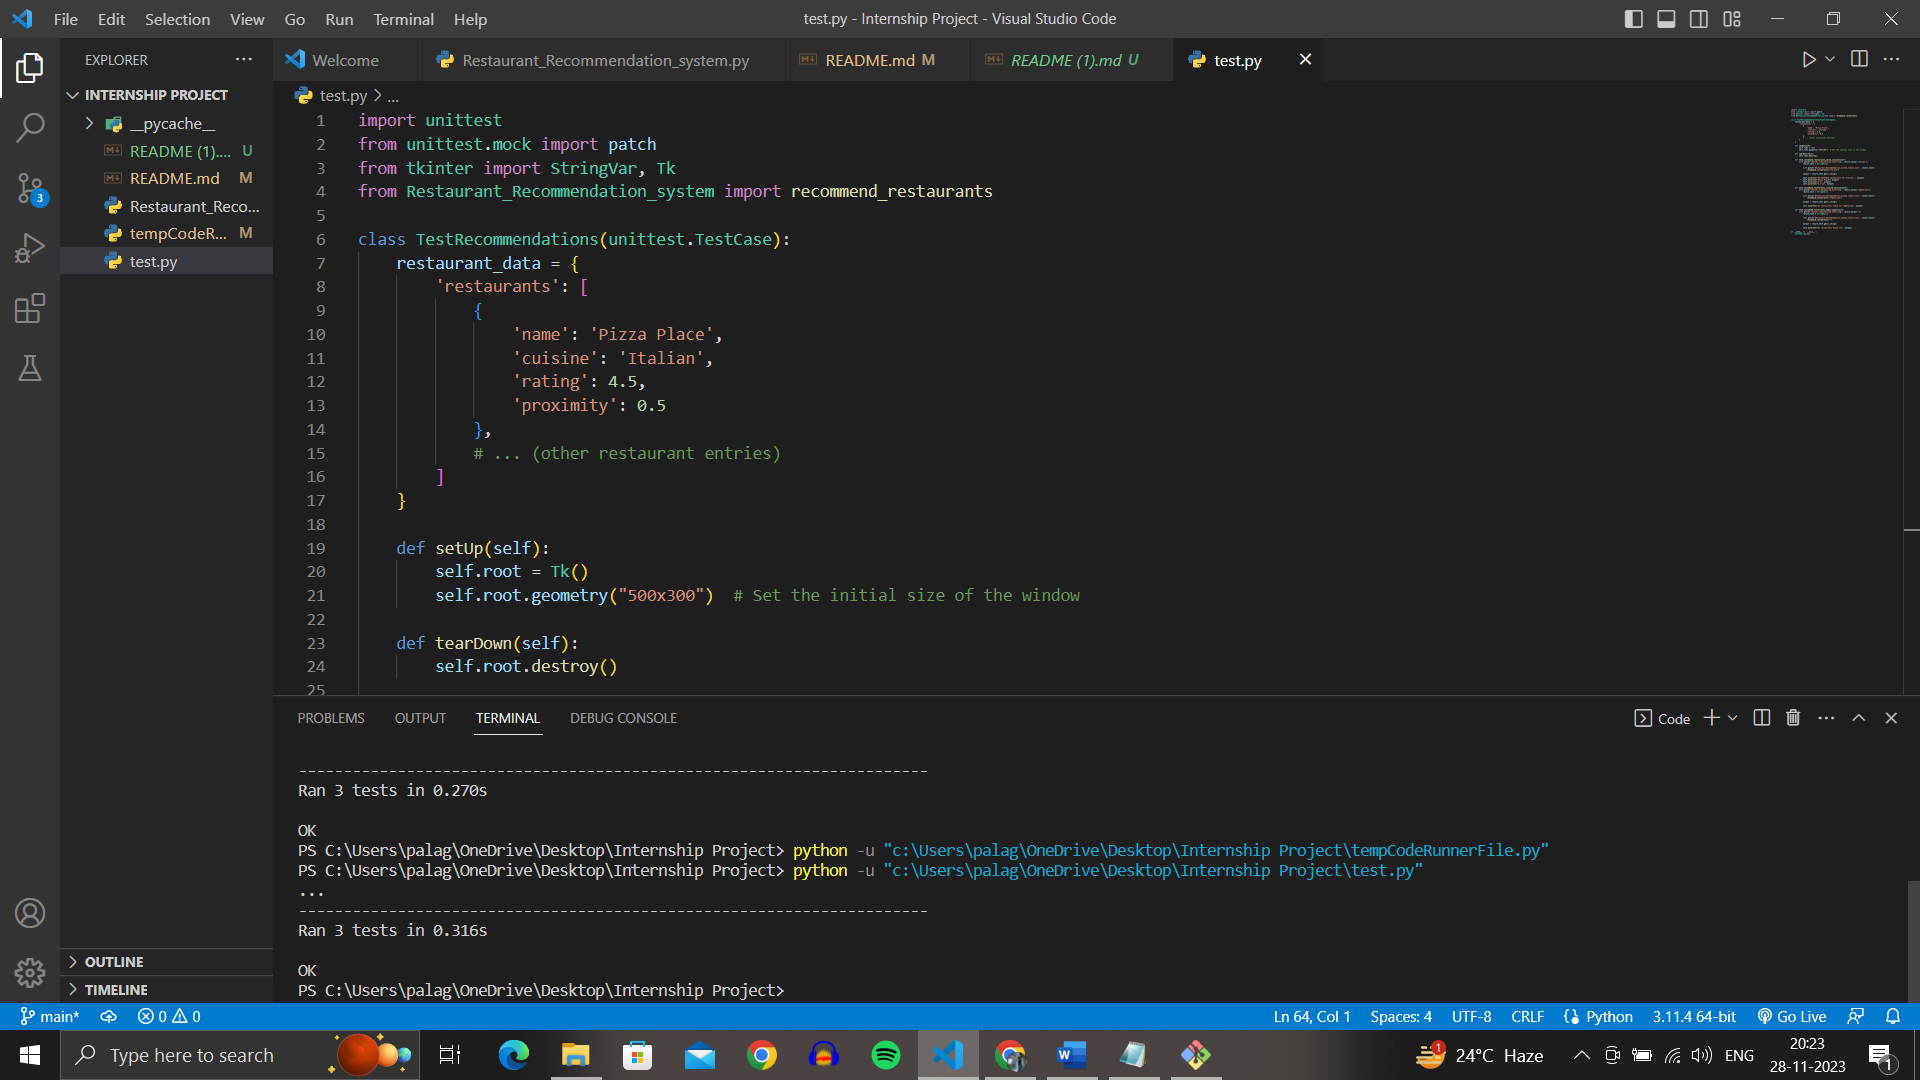 File Edit Selection View Go Run Terminal Help
test.py - Internship Project - Visual Studio Code
EXPLORER
INTERNSHIP PROJECT
__pycache__
README (1).... U
README.md M
Restaurant_Reco...
tempCodeR... M
test.py
OUTLINE
TIMELINE
3
Welcome Restaurant_Recommendation_system.py README.md M README (1).md U test.py
test.py > ...
1 import unittest
2 from unittest.mock import patch
3 from tkinter import StringVar, Tk
4 from Restaurant_Recommendation_system import recommend_restaurants
5
6 class TestRecommendations(unittest.TestCase):
7 restaurant_data = {
8 'restaurants': [
9 {
10 'name': 'Pizza Place',
11 'cuisine': 'Italian',
12 'rating': 4.5,
13 'proximity': 0.5
14 },
15 # ... (other restaurant entries)
16 ]
17 }
18
19 def setUp(self):
20 self.root = Tk()
21 self.root.geometry("500x300") # Set the initial size of the window
22
23 def tearDown(self):
24 self.root.destroy()
25
PROBLEMS OUTPUT TERMINAL DEBUG CONSOLE
Code
----------------------------------------------------------------------
Ran 3 tests in 0.270s
OK
PS C:\Users\palag\OneDrive\Desktop\Internship Project> python -u "c:\Users\palag\OneDrive\Desktop\Internship Project\tempCodeRunnerFile.py"
PS C:\Users\palag\OneDrive\Desktop\Internship Project> python -u "c:\Users\palag\OneDrive\Desktop\Internship Project\test.py"
...
----------------------------------------------------------------------
Ran 3 tests in 0.316s
OK
PS C:\Users\palag\OneDrive\Desktop\Internship Project>
main* 0 0
Ln 64, Col 1 Spaces: 4 UTF-8 CRLF Python 3.11.4 64-bit Go Live
Type here to search
1 24°C Haze ENG
20:23
28-11-2023
1